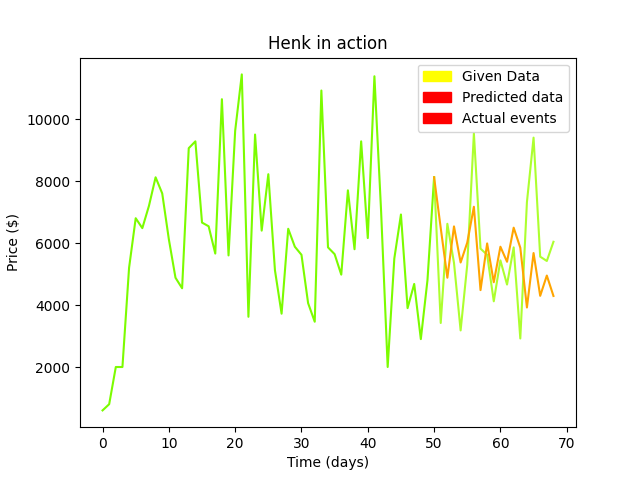 Henk in action
Given Data
Predicted data
Actual events
10000
8000
6000
4000
2000
Price ($)
0 10 20 30 40 50 60 70
Time (days)